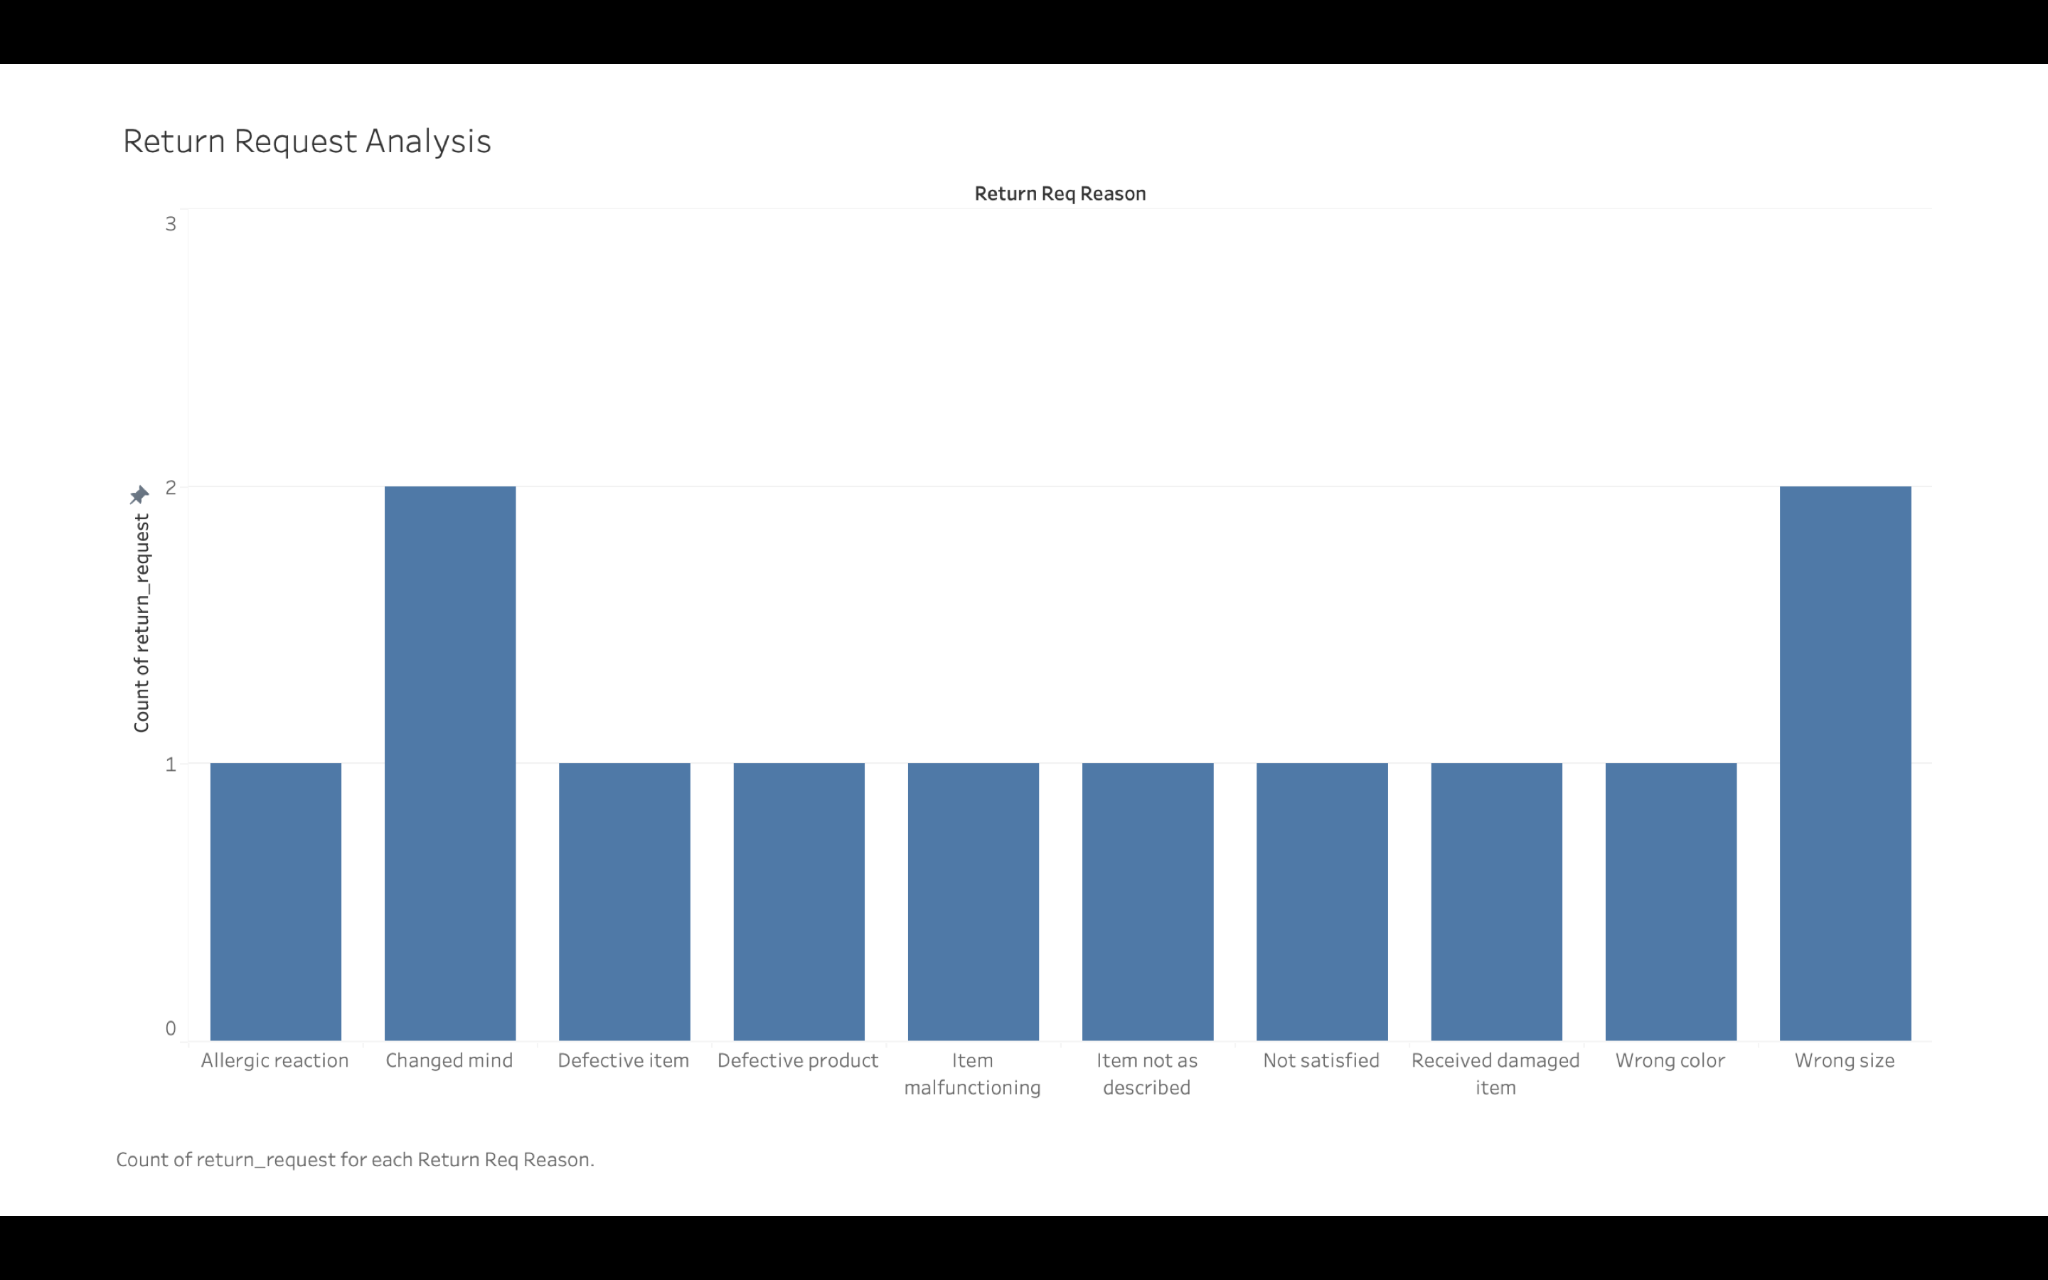 Return Request Analysis
Return Req Reason
3
2
1
0
Count of return_request
Allergic reaction
Changed mind
Defective item
Defective product
Item
malfunctioning
Item not as
described
Not satisfied
Received damaged
item
Wrong color
Wrong size
Count of return_request for each Return Req Reason.